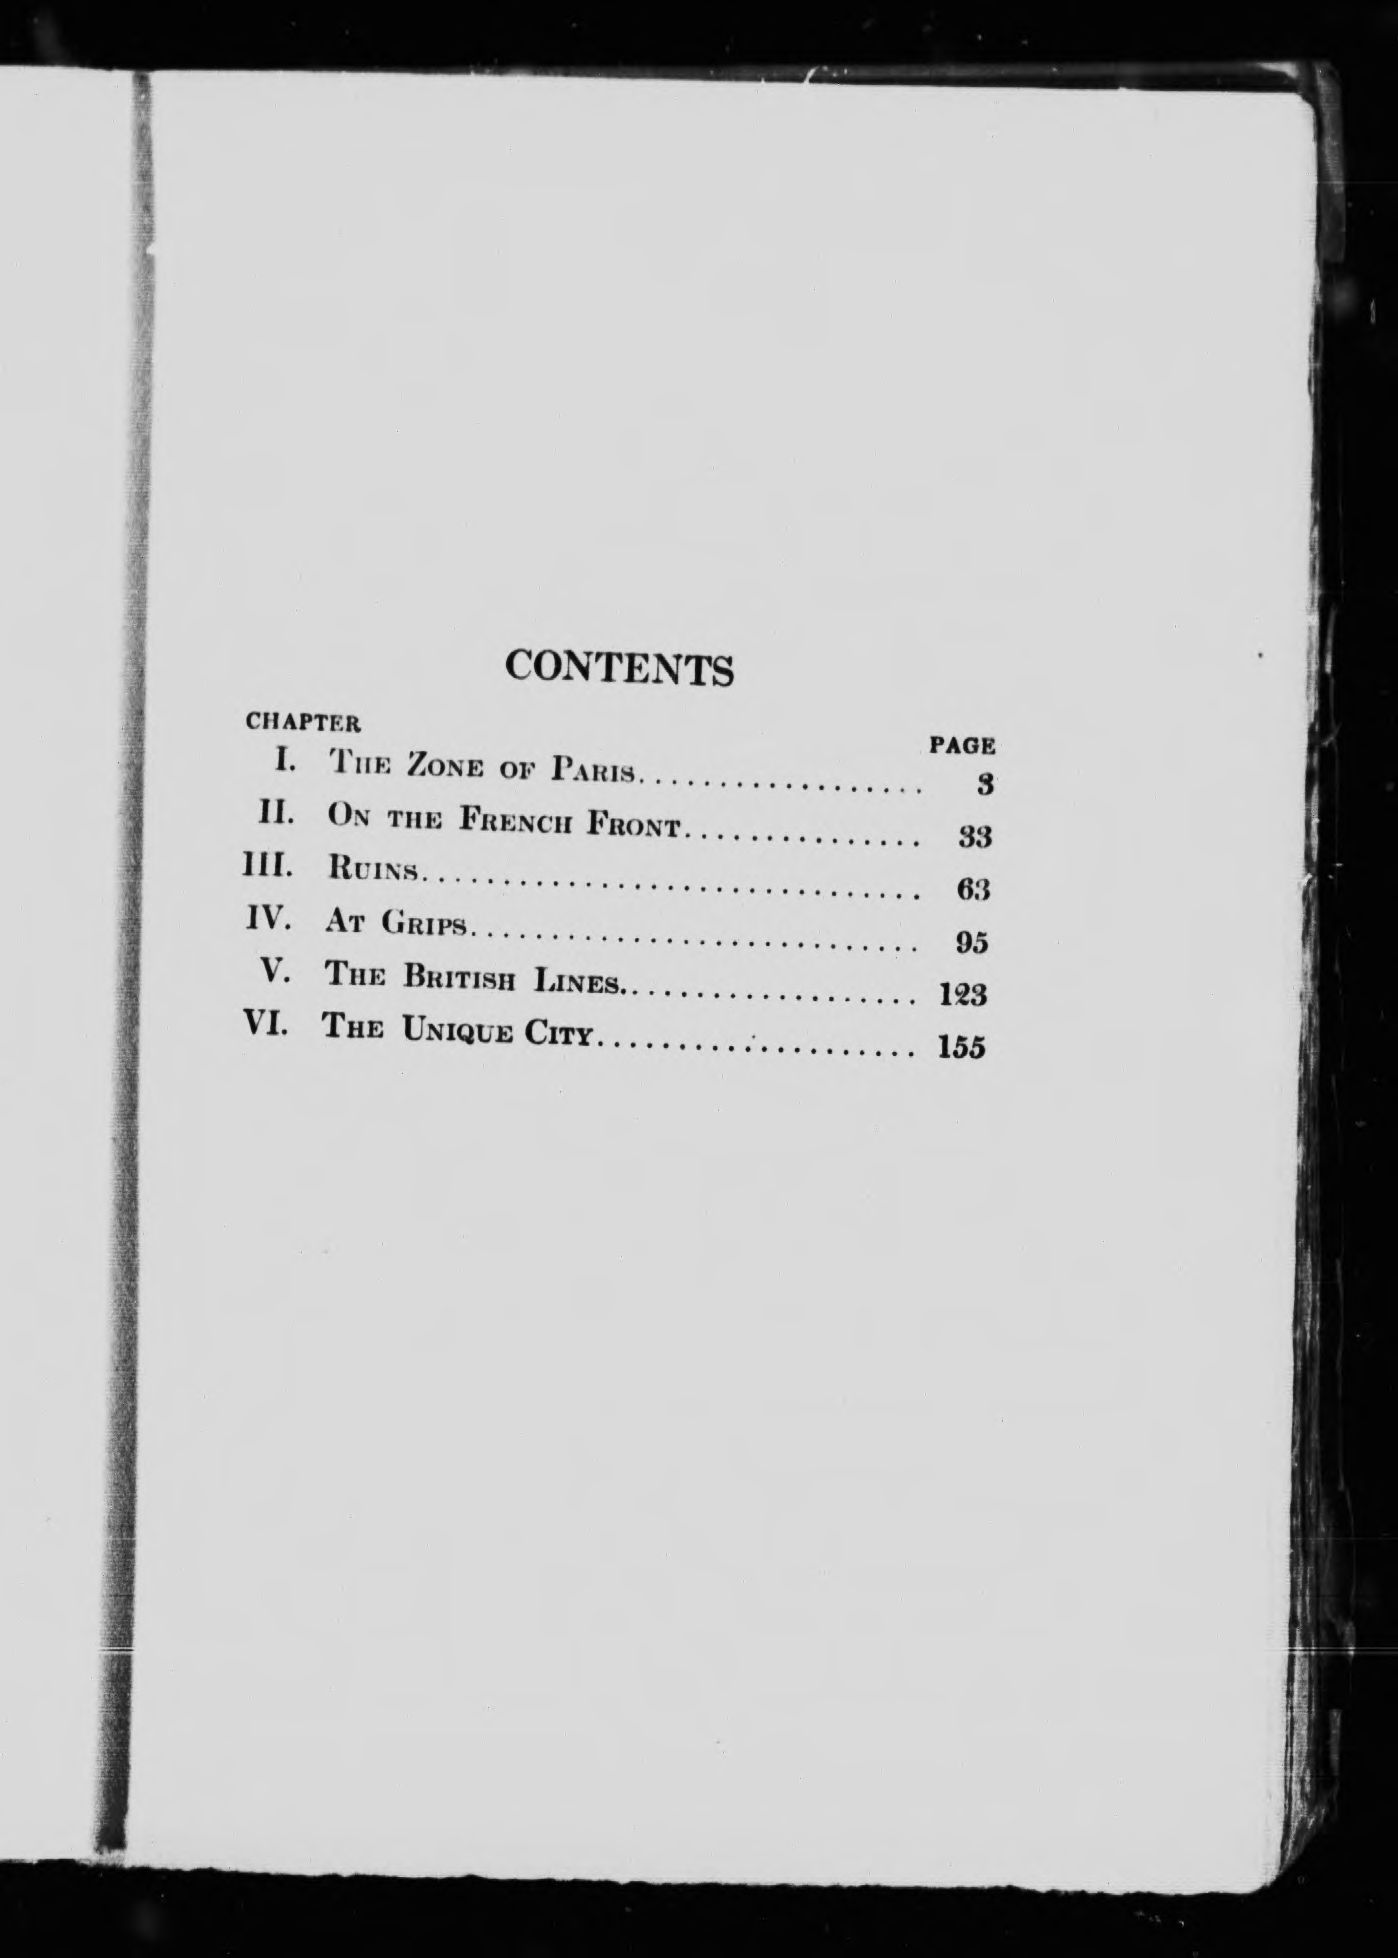 CONTENTS
CHAPTER PAGE
I. THE ZONE OF PARIS.................. 3
II. ON THE FRENCH FRONT............... 33
III. RUINS............................... 63
IV. AT GRIPS............................ 95
V. THE BRITISH LINES................... 123
VI. THE UNIQUE CITY.................... 155